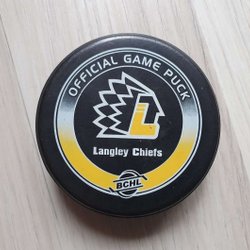 OFFICIAL GAME PUCK
L
Langley Chiefs
BCHL